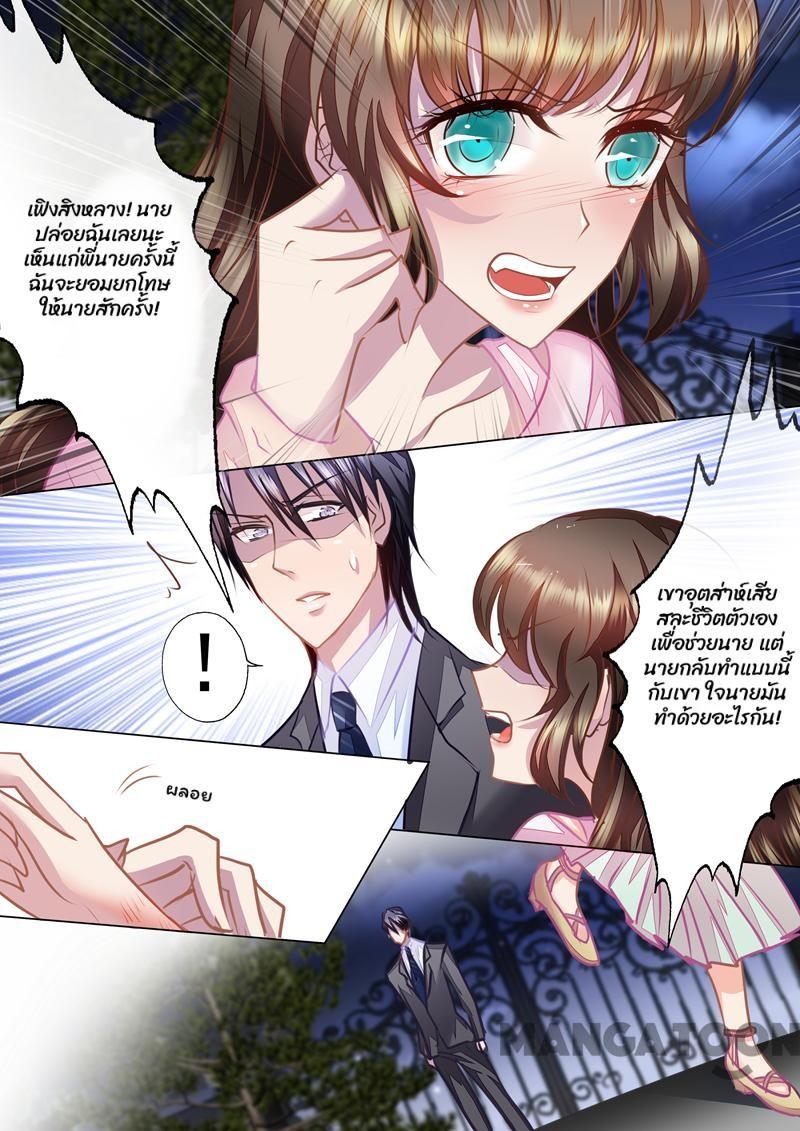 เฟิงสิงหลาง! นาย
ปล่อยฉันเลยนะ
เห็นแก่พี่นายครั้งนี้
ฉันจะยอมยกโทษ
ให้นายสักครั้ง!
!
เขาอุตส่าห์เสีย
สละชีวิตตัวเอง
เพื่อช่วยนาย แต่
นายกลับทำแบบนี้
กับเขา ใจนายมัน
ทำด้วยอะไรกัน!
ผลอย
MANGATOON